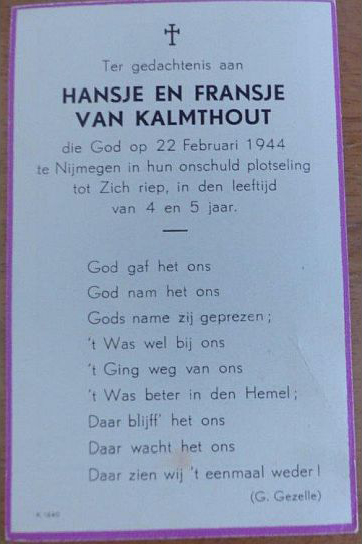 Ter gedachtenis aan
HANSJE EN FRANSJE
VAN KALMTHOUT
die God op 22 Februari 1944
te Nijmegen in hun onschuld plotseling
tot Zich riep, in den leeftijd
van 4 en 5 jaar.
God gaf het ons
God nam het ons
Gods name zij geprezen;
't Was wel bij ons
't Ging weg van ons
't Was beter in den Hemel;
Daar blijff' het ons
Daar wacht het ons
Daar zien wij 't eenmaal weder!
(G. Gezelle)